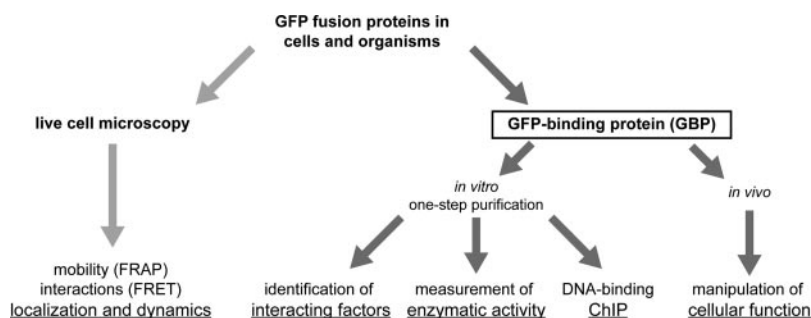 GFP fusion proteins in
cells and organisms
live cell microscopy
GFP-binding protein (GBP)
in vitro
one-step purification
in vivo
mobility (FRAP)
interactions (FRET)
localization and dynamics
identification of
interacting factors
measurement of
enzymatic activity
DNA-binding
ChIP
manipulation of
cellular function